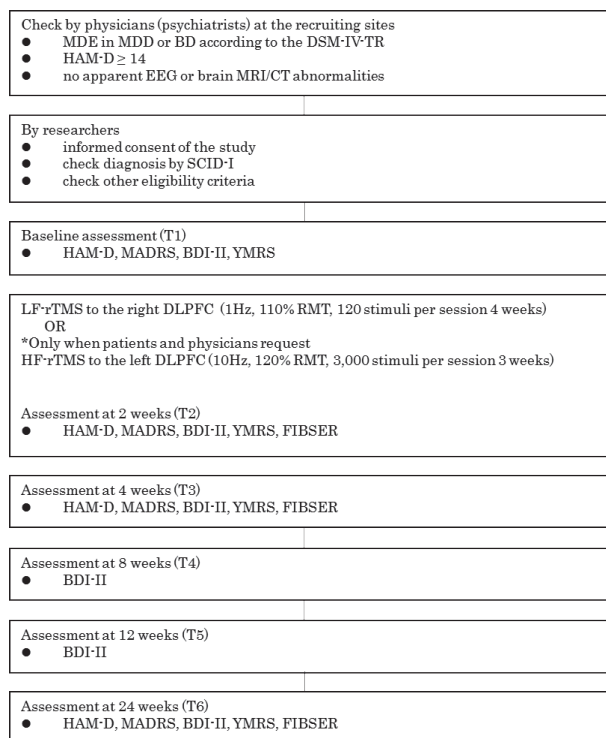 Check by physicians (psychiatrists) at the recruiting sites
● MDE in MDD or BD according to the DSM-IV-TR
● HAM-D ≥ 14
● no apparent EEG or brain MRI/CT abnormalities
By researchers
● informed consent of the study
● check diagnosis by SCID-I
● check other eligibility criteria
Baseline assessment (T1)
● HAM-D, MADRS, BDI-II, YMRS
LF-rTMS to the right DLPFC (1Hz, 110% RMT, 120 stimuli per session 4 weeks)
OR
*Only when patients and physicians request
HF-rTMS to the left DLPFC (10Hz, 120% RMT, 3,000 stimuli per session 3 weeks)
Assessment at 2 weeks (T2)
● HAM-D, MADRS, BDI-II, YMRS, FIBSER
Assessment at 4 weeks (T3)
● HAM-D, MADRS, BDI-II, YMRS, FIBSER
Assessment at 8 weeks (T4)
● BDI-II
Assessment at 12 weeks (T5)
● BDI-II
Assessment at 24 weeks (T6)
● HAM-D, MADRS, BDI-II, YMRS, FIBSER